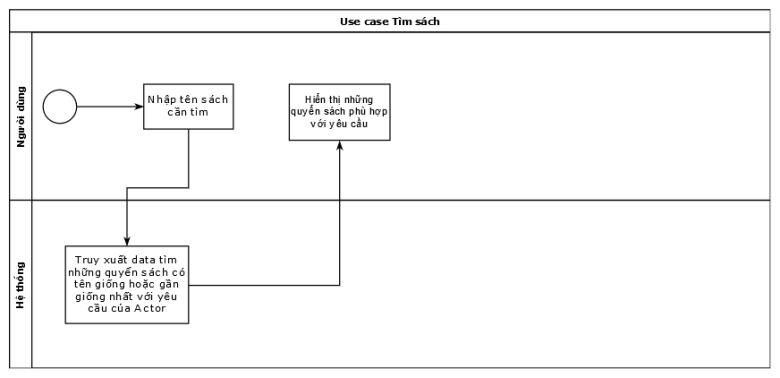 Use case Tìm sách
Người dùng
Nhập tên sách
cần tìm
Hiển thị những
quyển sách phù hợp
với yêu cầu
Hệ thống
Truy xuất data tìm
những quyển sách có
tên giống hoặc gần
giống nhất với yêu
cầu của Actor